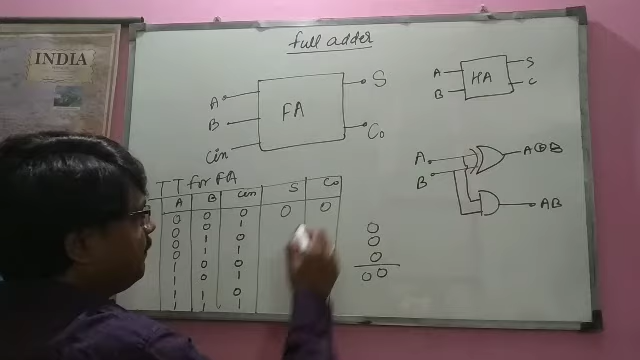 full adder
INDIA
A
B
Cin
FA
S
Co
A
B
HA
S
C
A
B
A⊕B
AB
TT for FA
A B Cin S Co
0 0 0 0 0
0 0 1
0 1 0
0 1 1
1 0 0
1 0 1
1 1 0
1 1 1
0
0
0
00